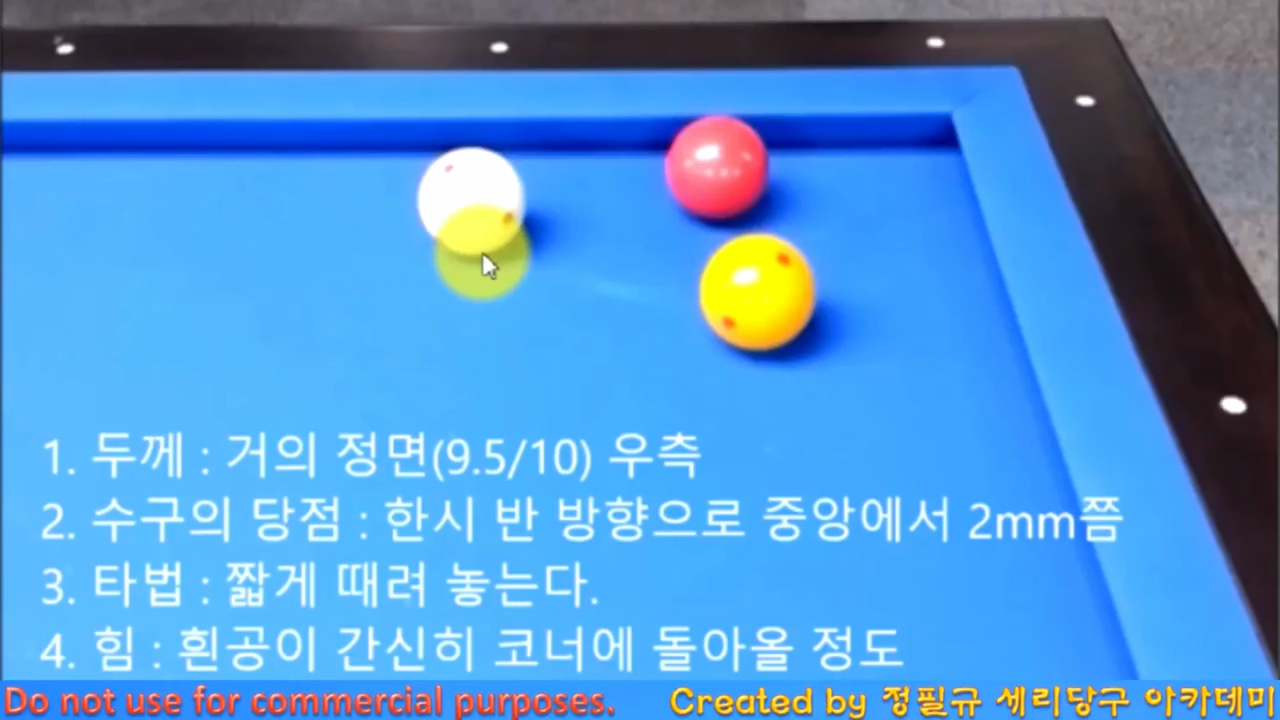 1. 두께 : 거의 정면(9.5/10) 우측
2. 수구의 당점 : 한시 반 방향으로 중앙에서 2mm쯤
3. 타법 : 짧게 때려 놓는다.
4. 힘 : 흰공이 간신히 코너에 돌아올 정도
Do not use for commercial purposes. Created by 정필규 세리당구 아카데미